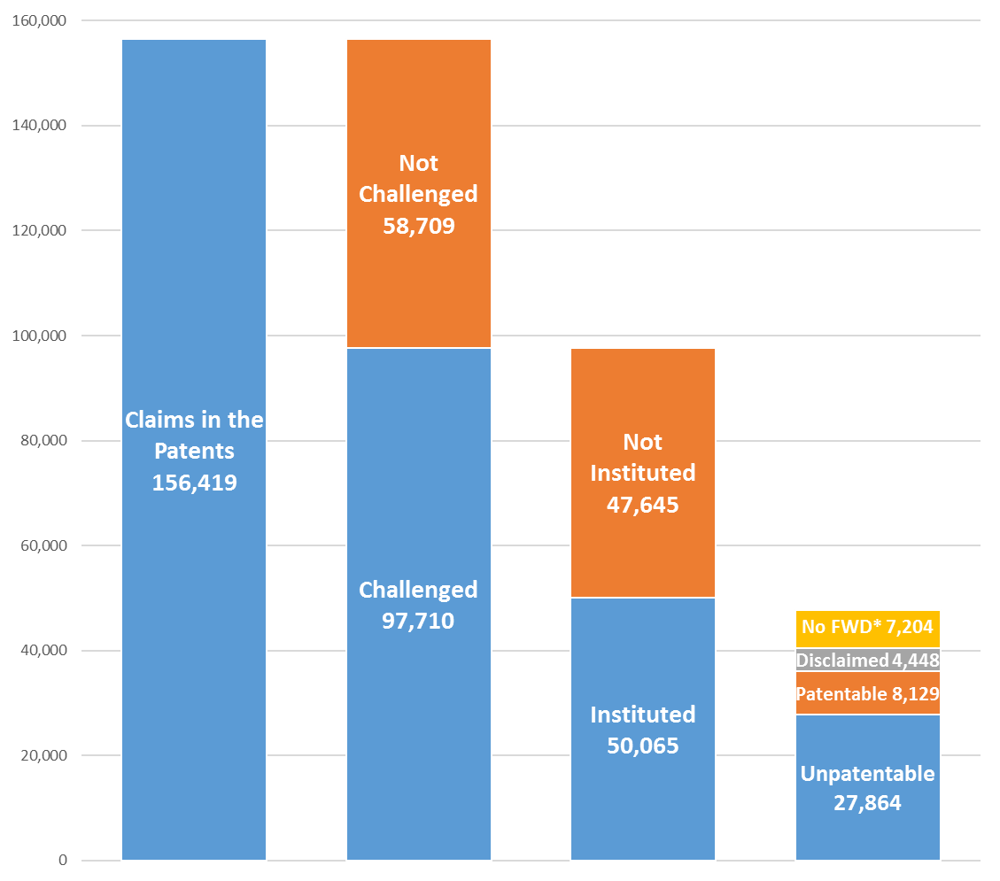 160,000
140,000
120,000
100,000
80,000
60,000
40,000
20,000
0
Claims in the
Patents
156,419
Not
Challenged
58,709
Challenged
97,710
Not
Instituted
47,645
Instituted
50,065
No FWD* 7,204
Disclaimed 4,448
Patentable 8,129
Unpatentable
27,864